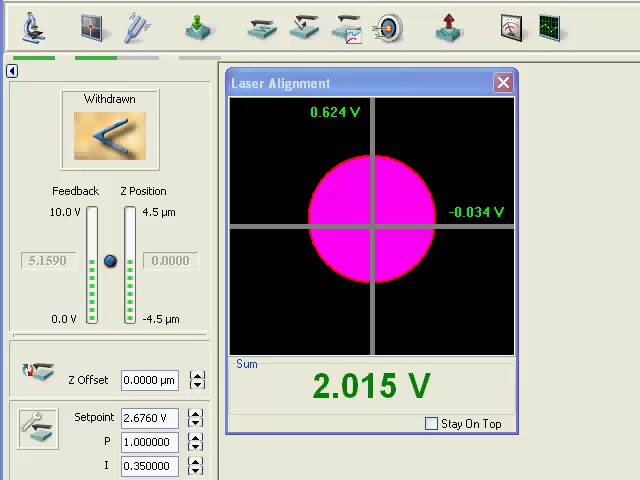 Laser Alignment
Withdrawn
0.624 V
Feedback
Z Position
10.0 V
4.5 µm
-0.034 V
5.1590
0.0000
0.0 V
-4.5 µm
Sum
2.015 V
Z Offset
0.0000 µm
Setpoint
2.6760 V
Stay On Top
P
1.000000
I
0.350000